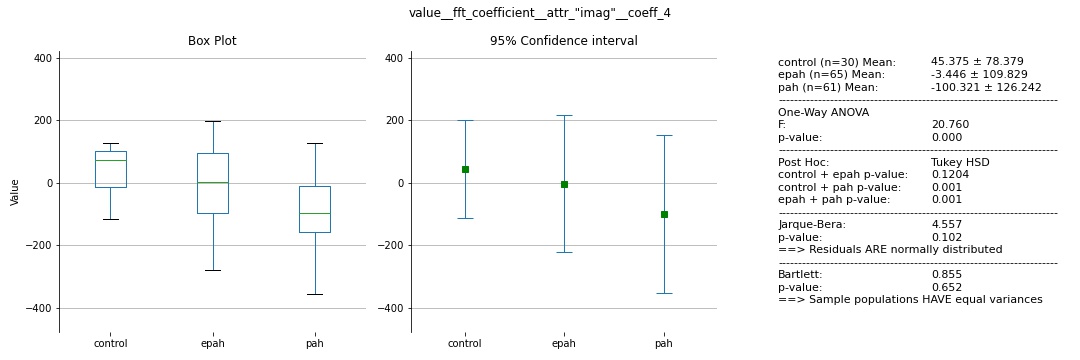 value__fft_coefficient__attr_"imag"__coeff_4
Box Plot
400
200
0
−200
−400
Value
control
epah
pah
95% Confidence interval
400
200
0
−200
−400
control
epah
pah
control (n=30) Mean: 45.375 ± 78.379
epah (n=65) Mean: -3.446 ± 109.829
pah (n=61) Mean: -100.321 ± 126.242
One-Way ANOVA
F: 20.760
p-value: 0.000
Post Hoc: Tukey HSD
control + epah p-value: 0.1204
control + pah p-value: 0.001
epah + pah p-value: 0.001
Jarque-Bera: 4.557
p-value: 0.102
==> Residuals ARE normally distributed
Bartlett: 0.855
p-value: 0.652
==> Sample populations HAVE equal variances